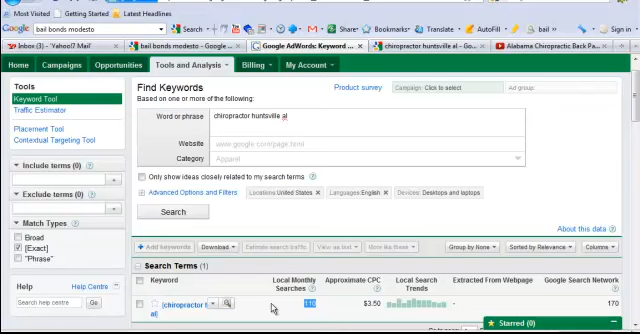 Most Visited Getting Started Latest Headlines
Google bail bonds modesto Search Share Bookmarks Translate AutoFill bail Sign in
Inbox (3) - Yahoo!7 Mail' bail bonds modesto - Google ... Google AdWords: Keyword ... chiropractor huntsville al - Goo... Alabama Chiropractic Back Pa...
Home Campaigns Opportunities Tools and Analysis Billing My Account
Tools
Keyword Tool
Traffic Estimator
Placement Tool
Contextual Targeting Tool
Include terms (0)
Exclude terms (0)
Match Types
Broad
[Exact]
"Phrase"
Help Help Centre
Search help centre Go
Find Keywords
Based on one or more of the following:
Product survey
Campaign: Click to select
Ad group:
Word or phrase chiropractor huntsville al
Website www.google.com/page.html
Category Apparel
Only show ideas closely related to my search terms
Advanced Options and Filters Locations: United States Languages: English Devices: Desktops and laptops
Search
About this data
Add keywords Download Estimate search traffic View as text More like these Group by None Sorted by Relevance Columns
Search Terms (1)
Keyword Local Monthly Searches Approximate CPC Local Search Trends Extracted From Webpage Google Search Network
[chiropractor h
al] 110 $3.50 - 170
Starred (0)